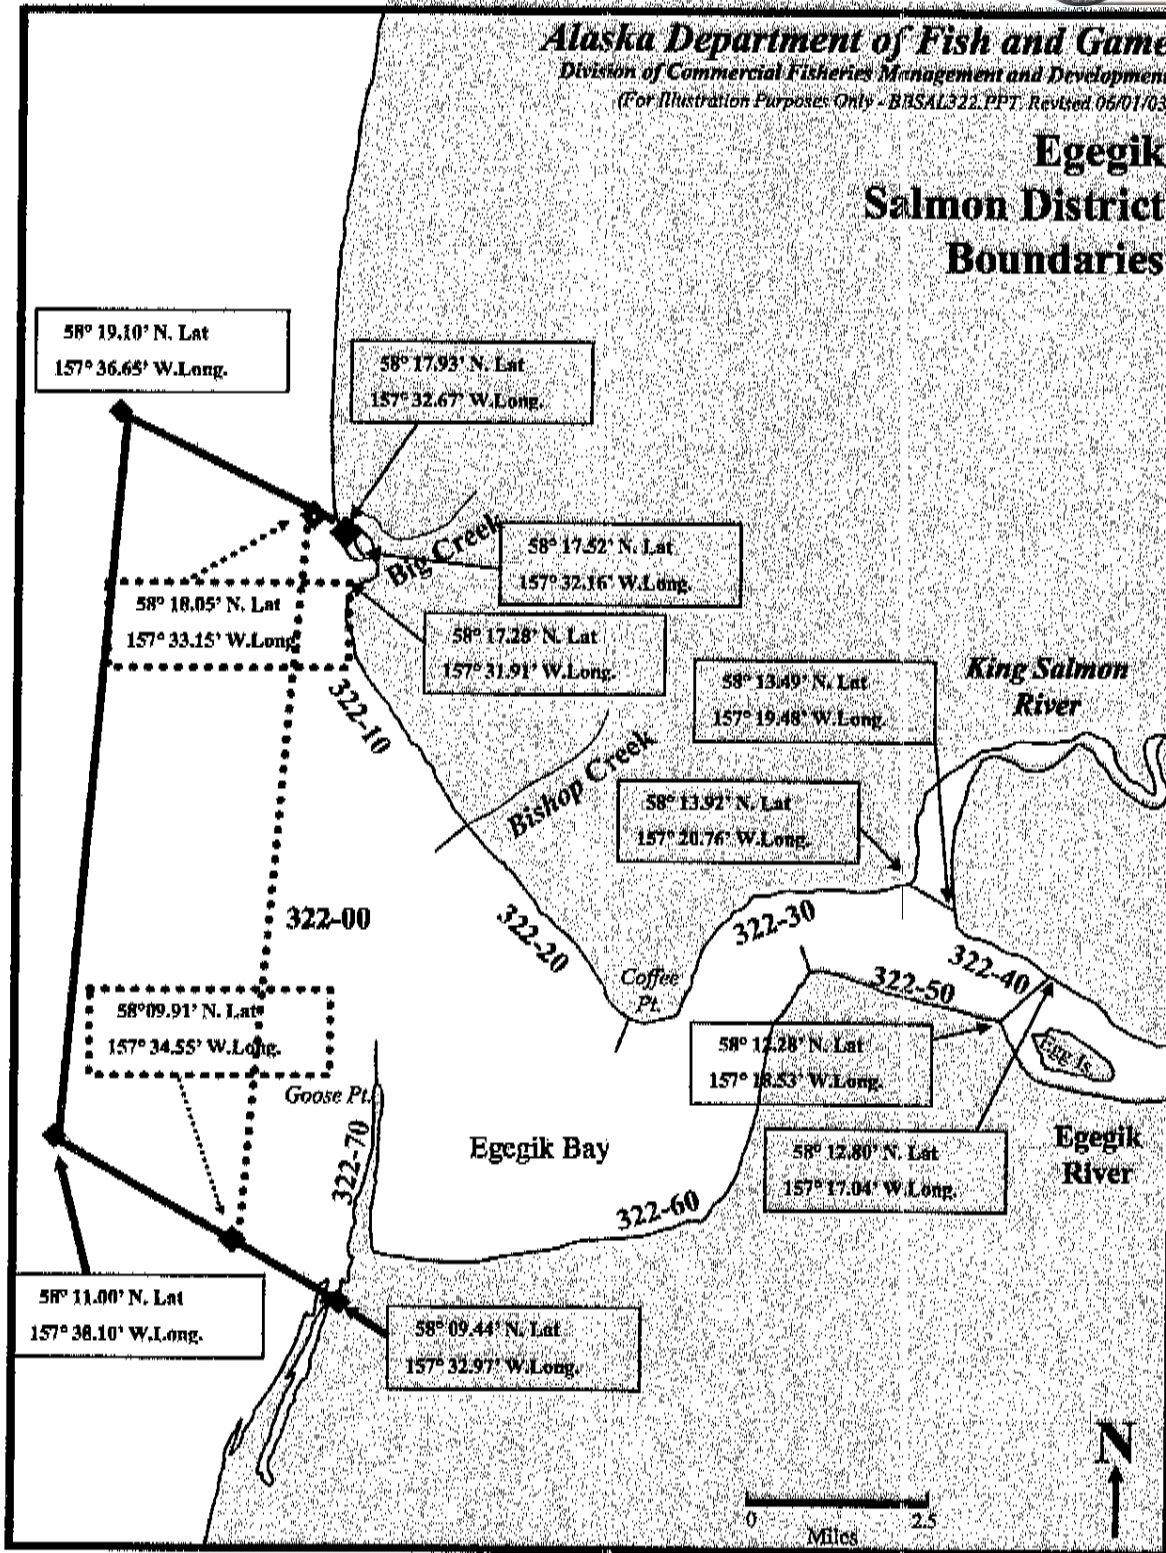 Alaska Department of Fish and Game
Division of Commercial Fisheries Management and Development
(For Illustration Purposes Only - BBSAL322.PPT, Revised 06/01/03
Egegik
Salmon District
Boundaries
58° 19.10' N. Lat
157° 36.65' W.Long.
58° 17.93' N. Lat
157° 32.67' W.Long.
Big Creek
58° 17.52' N. Lat
157° 32.16' W.Long.
58° 18.05' N. Lat
157° 33.15' W.Long
58° 17.28' N. Lat
157° 31.91' W.Long.
322-10
58° 13.49' N. Lat
157° 19.48' W.Long.
King Salmon
River
Bishop Creek
58° 13.92' N. Lat
157° 20.76' W.Long.
322-00
322-20
322-30
322-40
322-50
Coffee
Pt.
58°09.91' N. Lat
157° 34.55' W.Long.
58° 12.28' N. Lat
157° 18.53' W.Long.
Egg Is.
Goose Pt.
322-70
Egegik Bay
58° 12.80' N. Lat
157° 17.04' W.Long.
Egegik
River
322-60
58° 11.00' N. Lat
157° 38.10' W.Long.
58° 09.44' N. Lat
157° 32.97' W.Long.
N
0 2.5
Miles